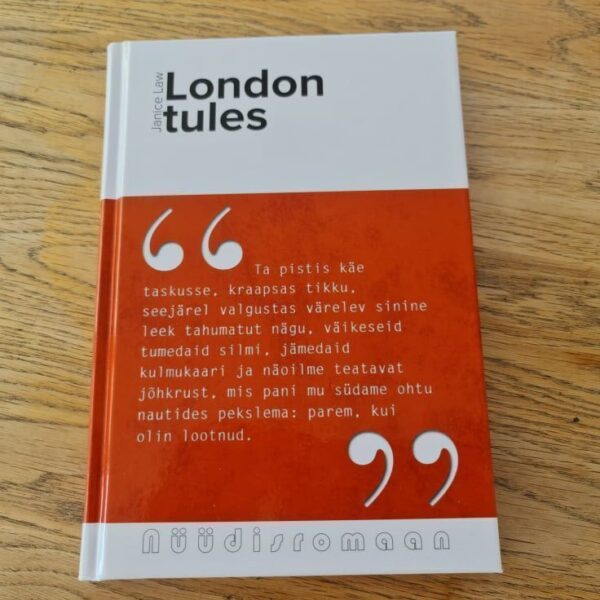 Janice Law
London
tules
“ Ta pistis käe
taskusse, kraapsas tikku,
seejärel valgustas värelev sinine
leek tahumatut nägu, väikeseid
tumedaid silmi, jämedaid
kulmukaari ja näoilme teatavat
jõhkrust, mis pani mu südame ohtu
nautides pekslema: parem, kui
olin lootnud. ”
nüüdisromaan